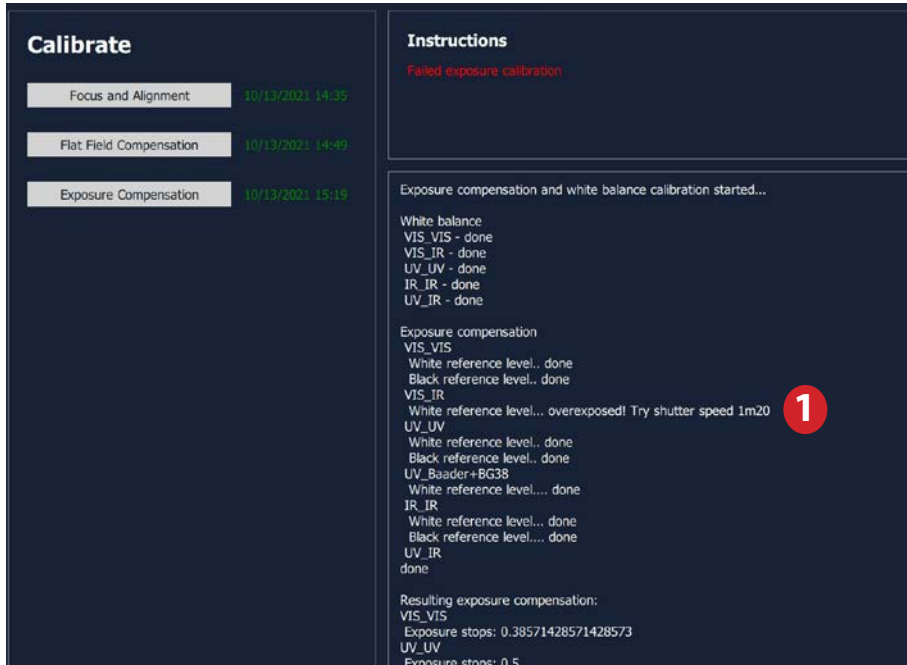 Calibrate
Focus and Alignment 10/13/2021 14:35
Flat Field Compensation 10/13/2021 14:49
Exposure Compensation 10/13/2021 15:19
Instructions
Failed exposure calibration
Exposure compensation and white balance calibration started...
White balance
VIS_VIS - done
VIS_IR - done
UV_UV - done
IR_IR - done
UV_IR - done
Exposure compensation
VIS_VIS
White reference level.. done
Black reference level.. done
VIS_IR
White reference level... overexposed! Try shutter speed 1m20
1
UV_UV
White reference level.. done
Black reference level.. done
UV_Baader+BG38
White reference level.... done
IR_IR
White reference level... done
Black reference level.... done
UV_IR
done
Resulting exposure compensation:
VIS_VIS
Exposure stops: 0.38571428571428573
UV_UV
Exposure stops: 0.5